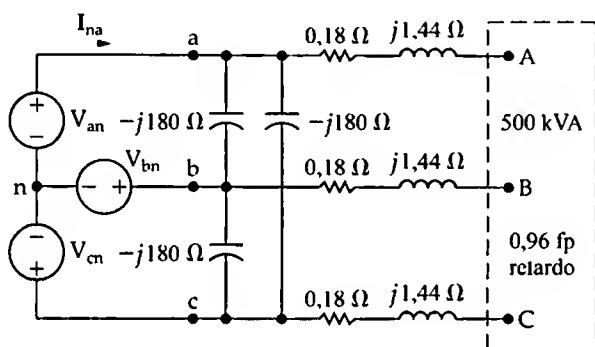 I_na
a
0,18 Ω
j1,44 Ω
A
+
−
V_an
−j180 Ω
−j180 Ω
500 kVA
V_bn
b
0,18 Ω
j1,44 Ω
B
n
− +
−
+
V_cn
−j180 Ω
0,96 fp
retardo
c
0,18 Ω
j1,44 Ω
C